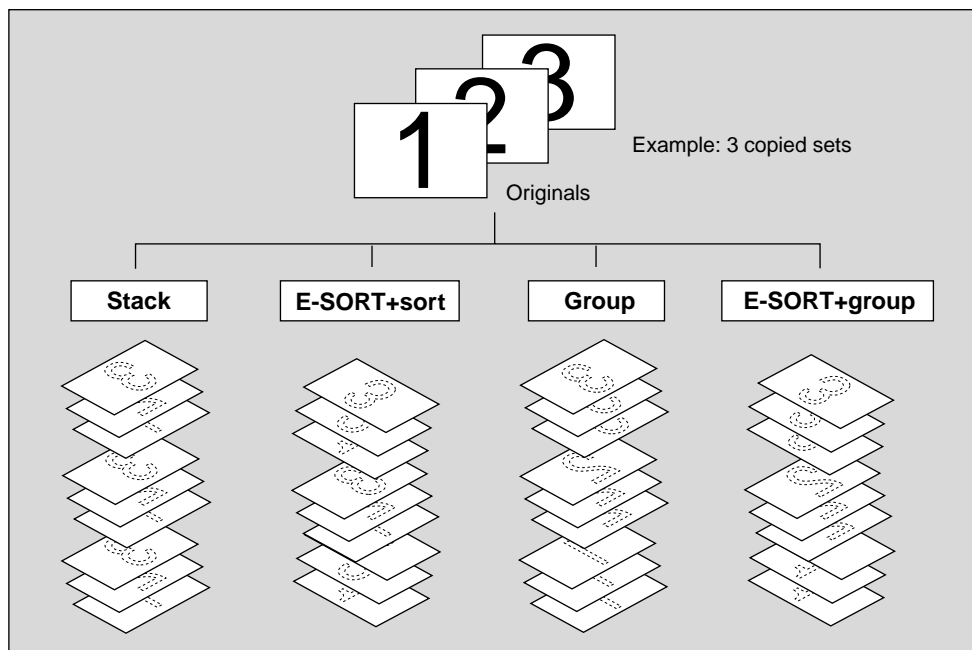 3
2
1
Example: 3 copied sets
Originals
Stack E-SORT+sort Group E-SORT+group